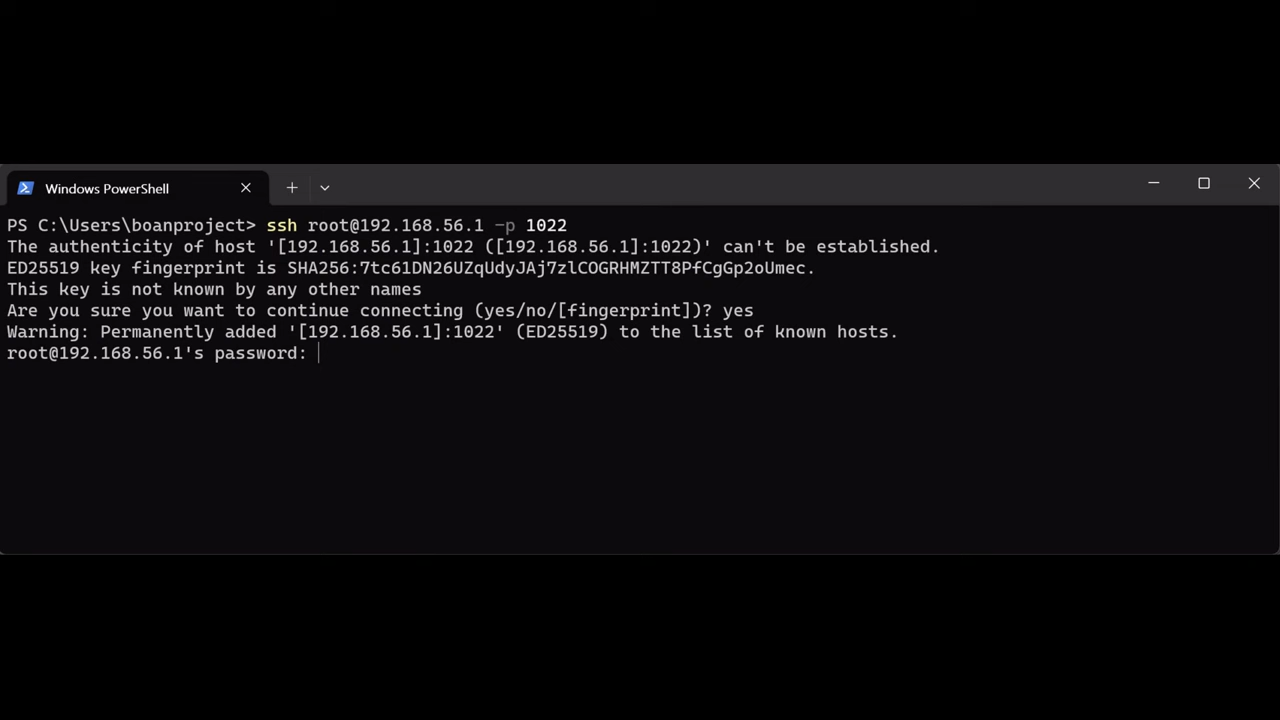 Windows PowerShell
PS C:\Users\boanproject> ssh root@192.168.56.1 -p 1022
The authenticity of host '[192.168.56.1]:1022 ([192.168.56.1]:1022)' can't be established.
ED25519 key fingerprint is SHA256:7tc61DN26UZqUdyJAj7zlCOGRHMZTT8PfCgGp2oUmec.
This key is not known by any other names
Are you sure you want to continue connecting (yes/no/[fingerprint])? yes
Warning: Permanently added '[192.168.56.1]:1022' (ED25519) to the list of known hosts.
root@192.168.56.1's password: